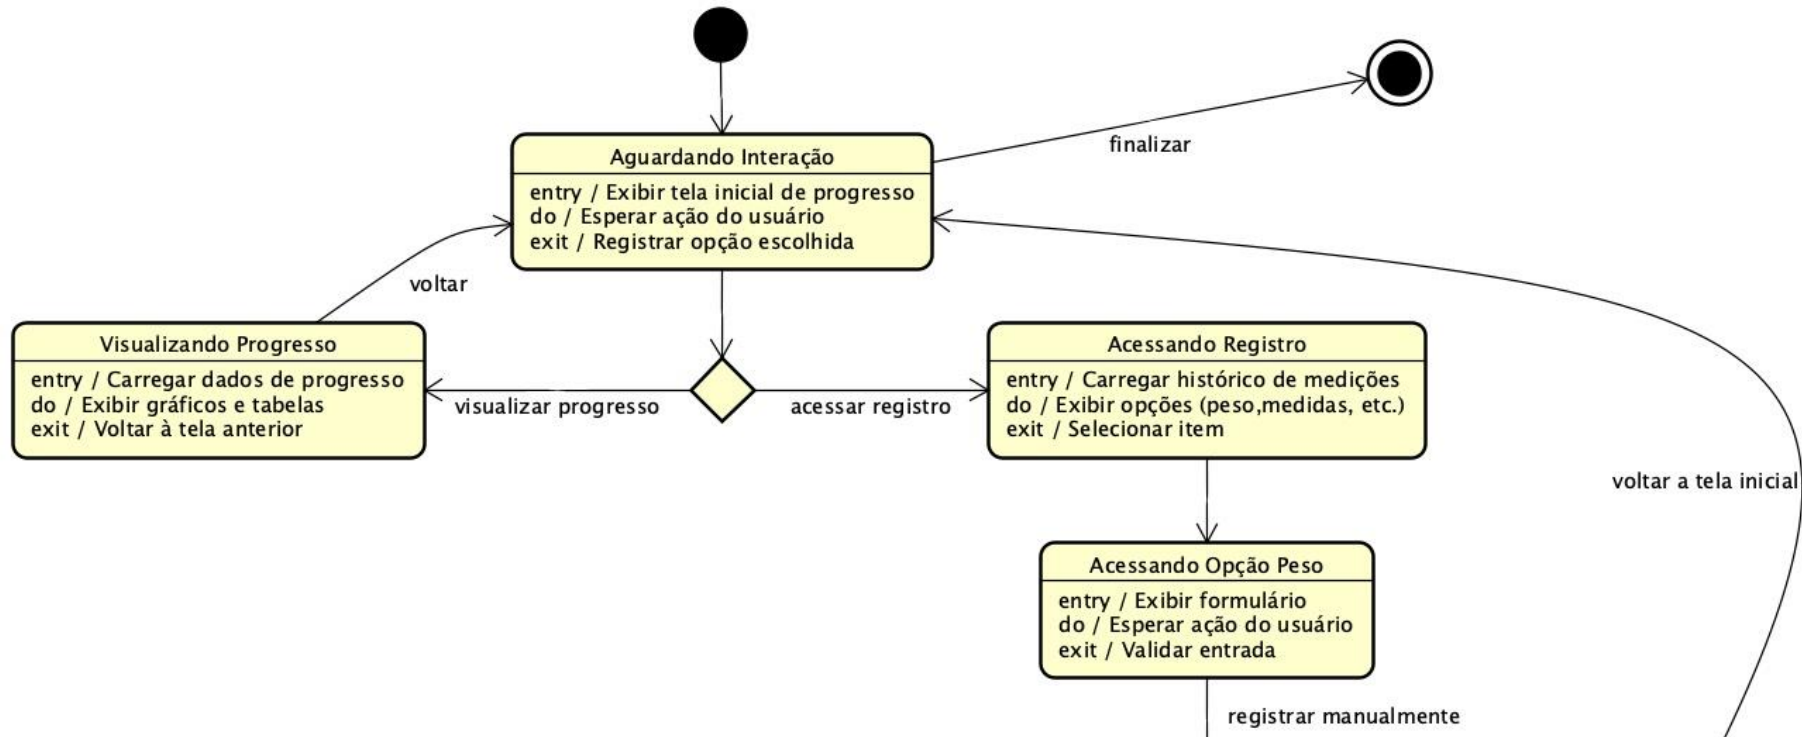 finalizar
Aguardando Interação
entry / Exibir tela inicial de progresso
do / Esperar ação do usuário
exit / Registrar opção escolhida
voltar
Visualizando Progresso
entry / Carregar dados de progresso
do / Exibir gráficos e tabelas
exit / Voltar à tela anterior
visualizar progresso
acessar registro
Acessando Registro
entry / Carregar histórico de medições
do / Exibir opções (peso,medidas, etc.)
exit / Selecionar item
voltar a tela inicial
Acessando Opção Peso
entry / Exibir formulário
do / Esperar ação do usuário
exit / Validar entrada
registrar manualmente